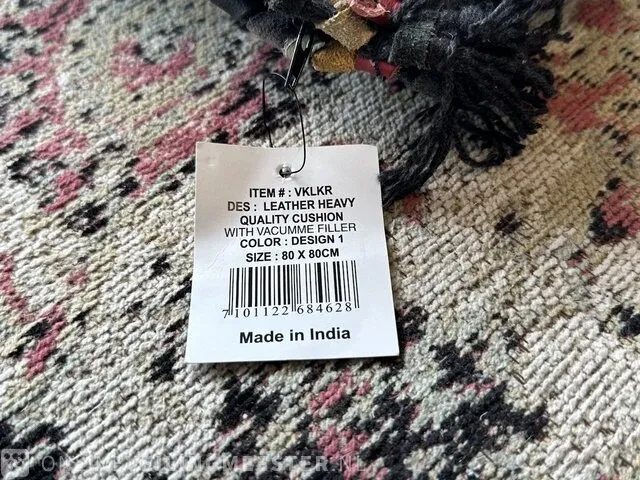 ITEM # : VKLKR
DES : LEATHER HEAVY
QUALITY CUSHION
WITH VACUMME FILLER
COLOR : DESIGN 1
SIZE : 80 X 80CM
7 101122 684628
Made in India